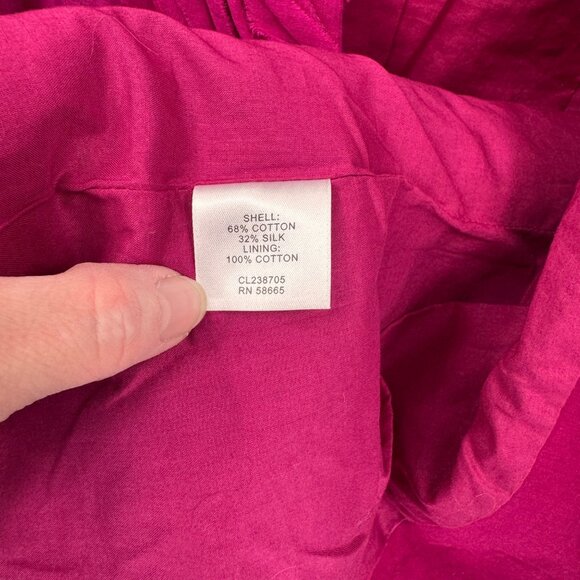 SHELL:
68% COTTON
32% SILK
LINING:
100% COTTON
CL238705
RN 58665